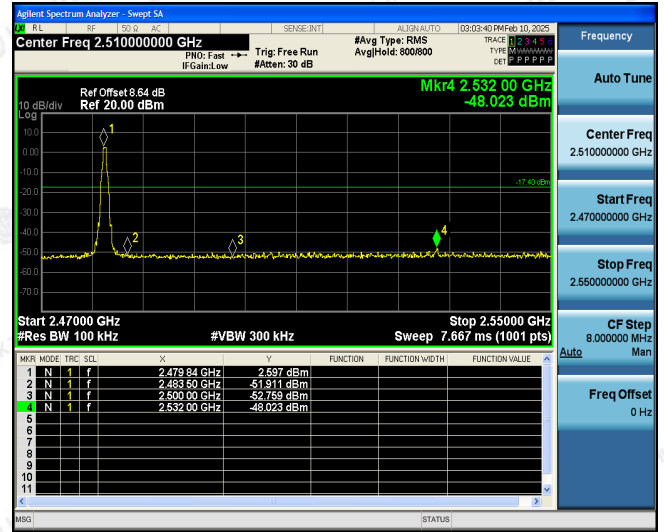 Agilent Spectrum Analyzer - Swept SA
RL RF 50 Ω AC SENSE:INT ALIGN AUTO 03:03:40 PM Feb 10, 2025
Center Freq 2.510000000 GHz
PNO: Fast
IFGain:Low
Trig: Free Run
#Atten: 30 dB
#Avg Type: RMS
Avg|Hold: 800/800
TRACE 1 2 3 4 5 6
TYPE M
DET P P P P P P
Frequency
Auto Tune
Center Freq
2.510000000 GHz
Start Freq
2.470000000 GHz
Stop Freq
2.550000000 GHz
CF Step
8.000000 MHz
Auto Man
Freq Offset
0 Hz
Mkr4 2.532 00 GHz
-48.023 dBm
Ref Offset 8.64 dB
10 dB/div Ref 20.00 dBm
Log
10.0
0.00
-10.0
-20.0
-30.0
-40.0
-50.0
-60.0
-70.0
-17.40 dBm
1
2
3
4
Start 2.47000 GHz Stop 2.55000 GHz
#Res BW 100 kHz #VBW 300 kHz Sweep 7.667 ms (1001 pts)
MKR MODE TRC SCL X Y FUNCTION FUNCTION WIDTH FUNCTION VALUE
1 N 1 f 2.479 84 GHz 2.597 dBm
2 N 1 f 2.483 50 GHz -51.911 dBm
3 N 1 f 2.500 00 GHz -52.759 dBm
4 N 1 f 2.532 00 GHz -48.023 dBm
5
6
7
8
9
10
11
MSG STATUS